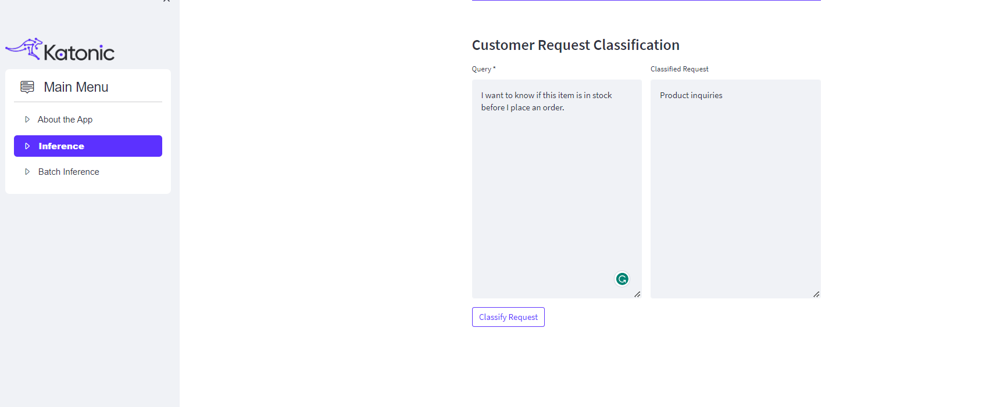 Katonic
Main Menu
About the App
Inference
Batch Inference
Customer Request Classification
Query *
Classified Request
I want to know if this item is in stock
before I place an order.
Product inquiries
Classify Request